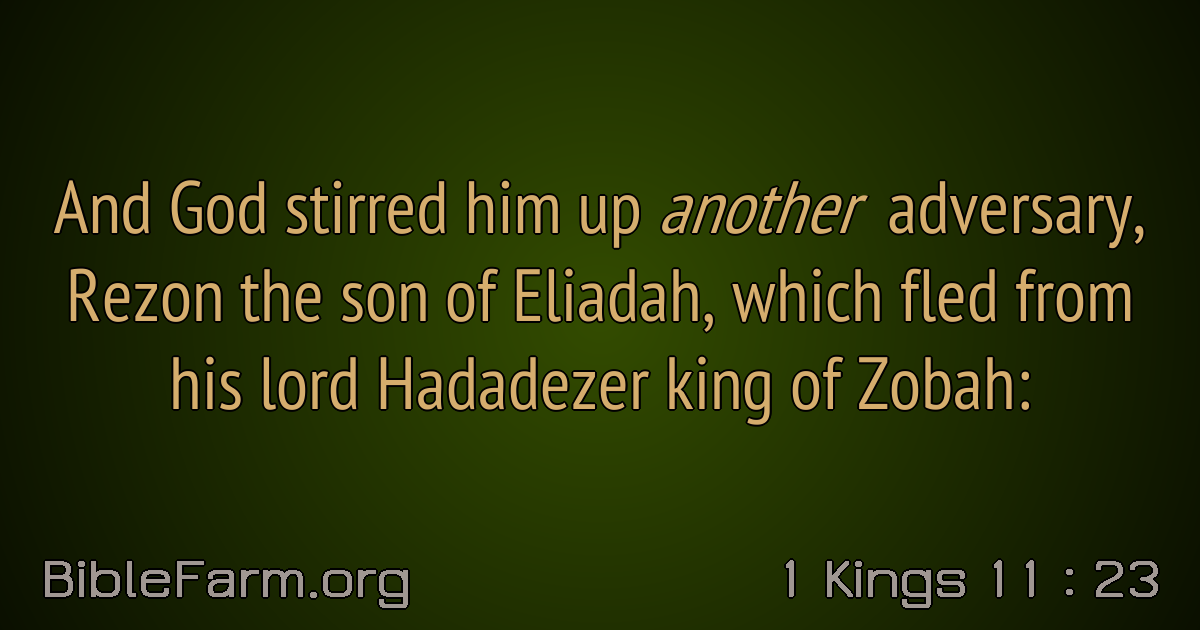 And God stirred him up another adversary,
Rezon the son of Eliadah, which fled from
his lord Hadadezer king of Zobah:
BibleFarm.org
1 Kings 11 : 23